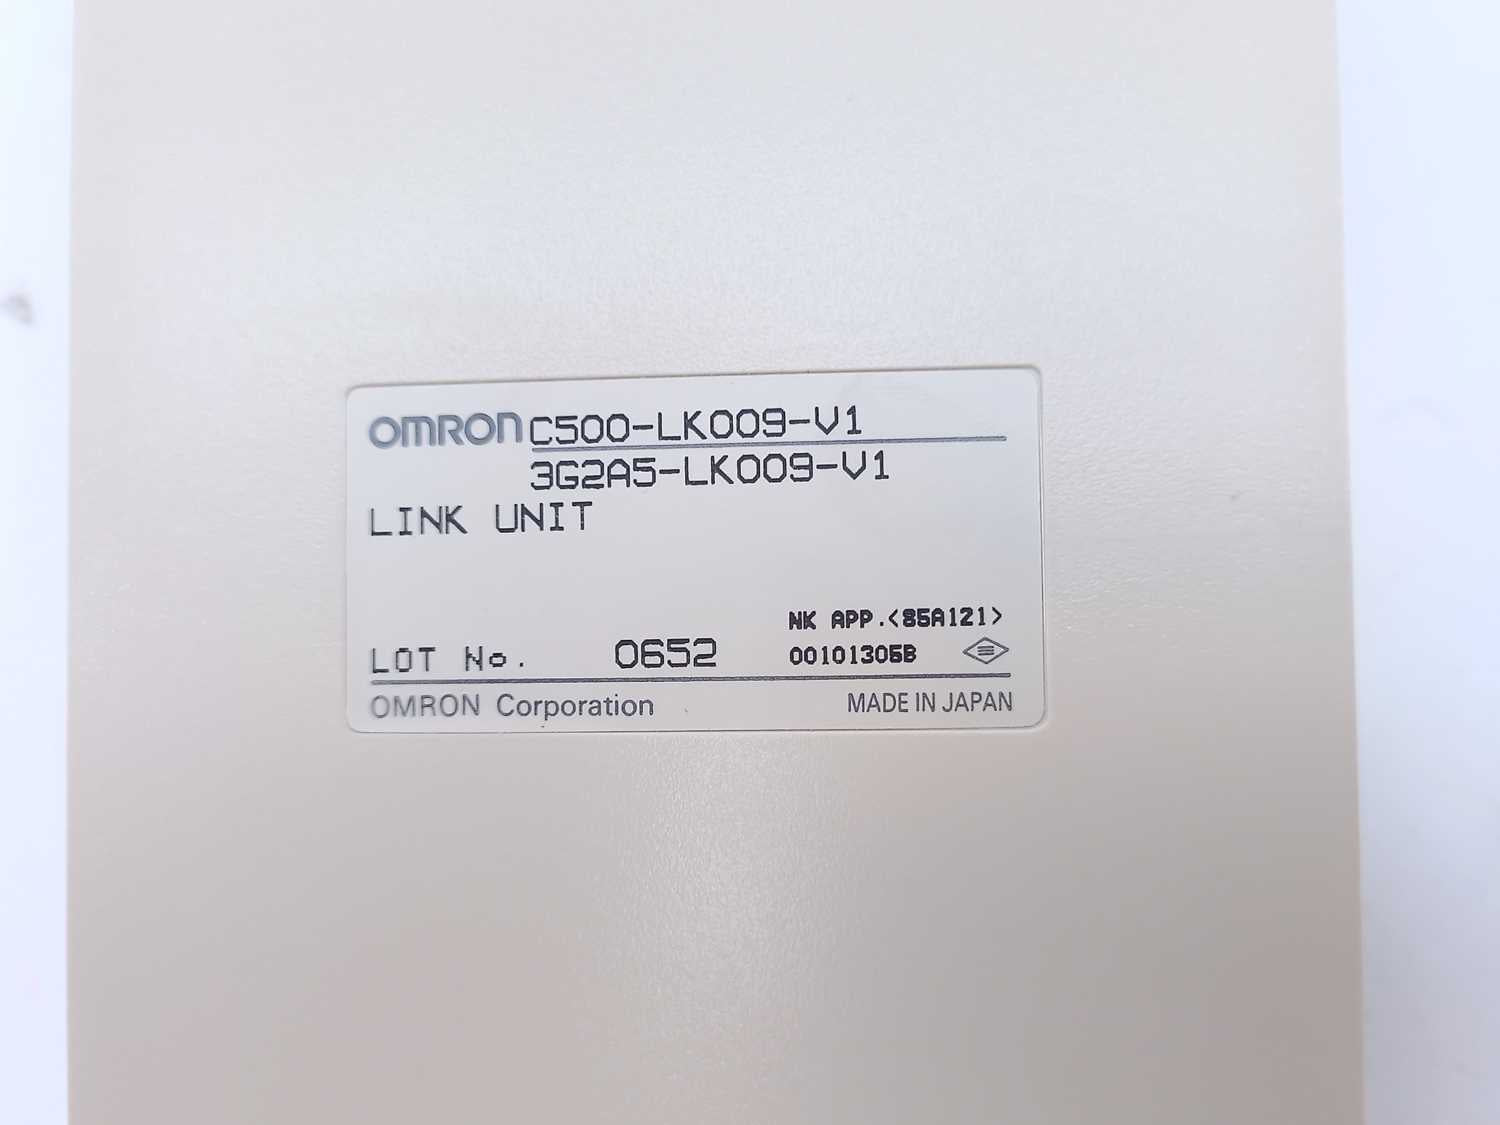 OMRON C500-LK009-V1
3G2A5-LK009-V1
LINK UNIT
NK APP.<85A121>
LOT No. 0652 00101305B
OMRON Corporation MADE IN JAPAN